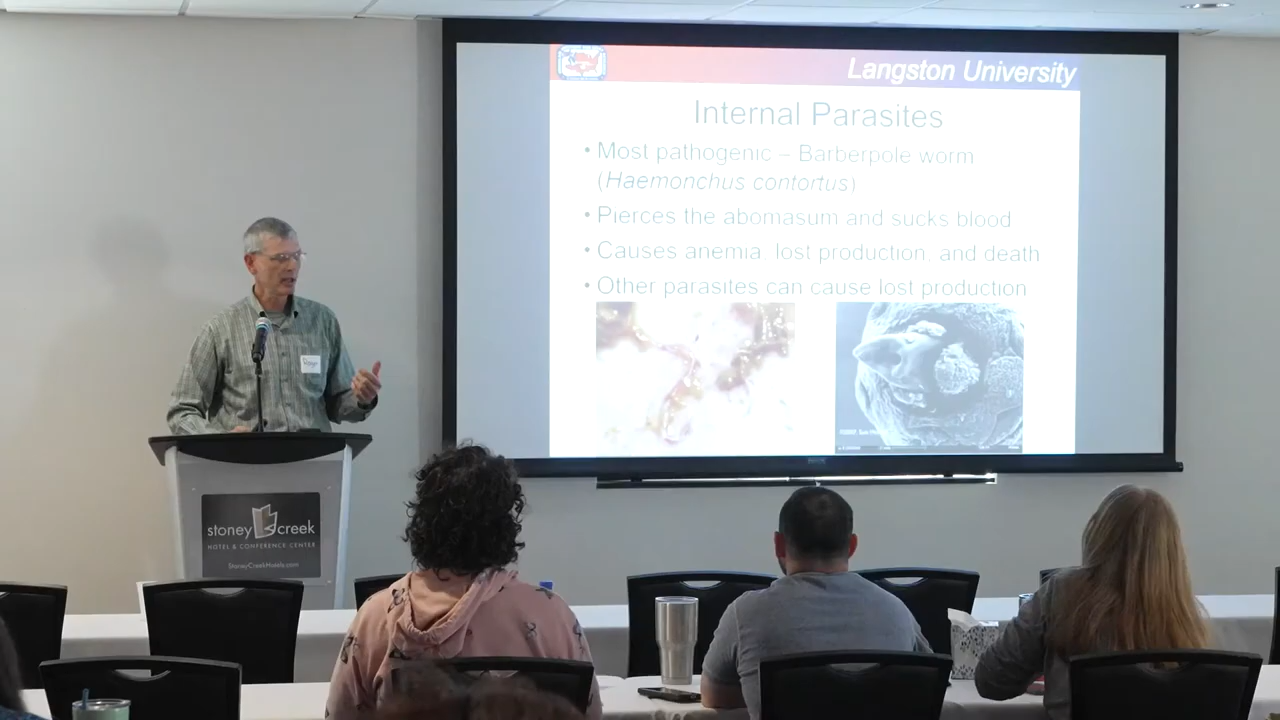 Langston University
Internal Parasites
• Most pathogenic – Barberpole worm
(Haemonchus contortus)
• Pierces the abomasum and sucks blood
• Causes anemia, lost production, and death
• Other parasites can cause lost production
stoney creek
HOTEL & CONFERENCE CENTER
StoneyCreekHotels.com